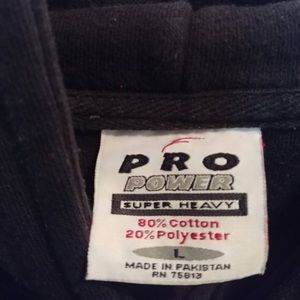 PRO
POWER
SUPER HEAVY
80% Cotton
20% Polyester
L
MADE IN PAKISTAN
RN 75813